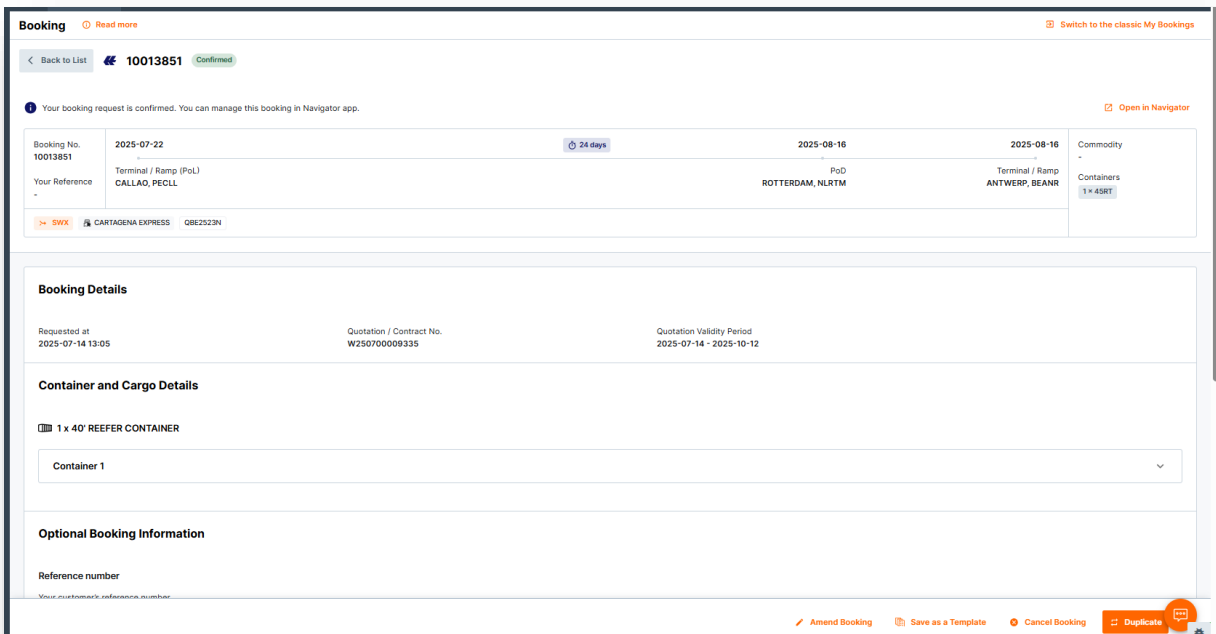 Booking
Read more
Switch to the classic My Bookings
Back to List
10013851
Confirmed
Your booking request is confirmed. You can manage this booking in Navigator app.
Open in Navigator
Booking No.
10013851
Your Reference
-
2025-07-22
24 days
2025-08-16
2025-08-16
Terminal / Ramp (PoL)
CALLAO, PECLL
PoD
ROTTERDAM, NLRTM
Terminal / Ramp
ANTWERP, BEANR
Commodity
-
Containers
1 × 45RT
SWX
CARTAGENA EXPRESS
QBE2523N
Booking Details
Requested at
2025-07-14 13:05
Quotation / Contract No.
W250700009335
Quotation Validity Period
2025-07-14 - 2025-10-12
Container and Cargo Details
1 x 40' REEFER CONTAINER
Container 1
Optional Booking Information
Reference number
Your customer's reference number
Amend Booking
Save as a Template
Cancel Booking
Duplicate